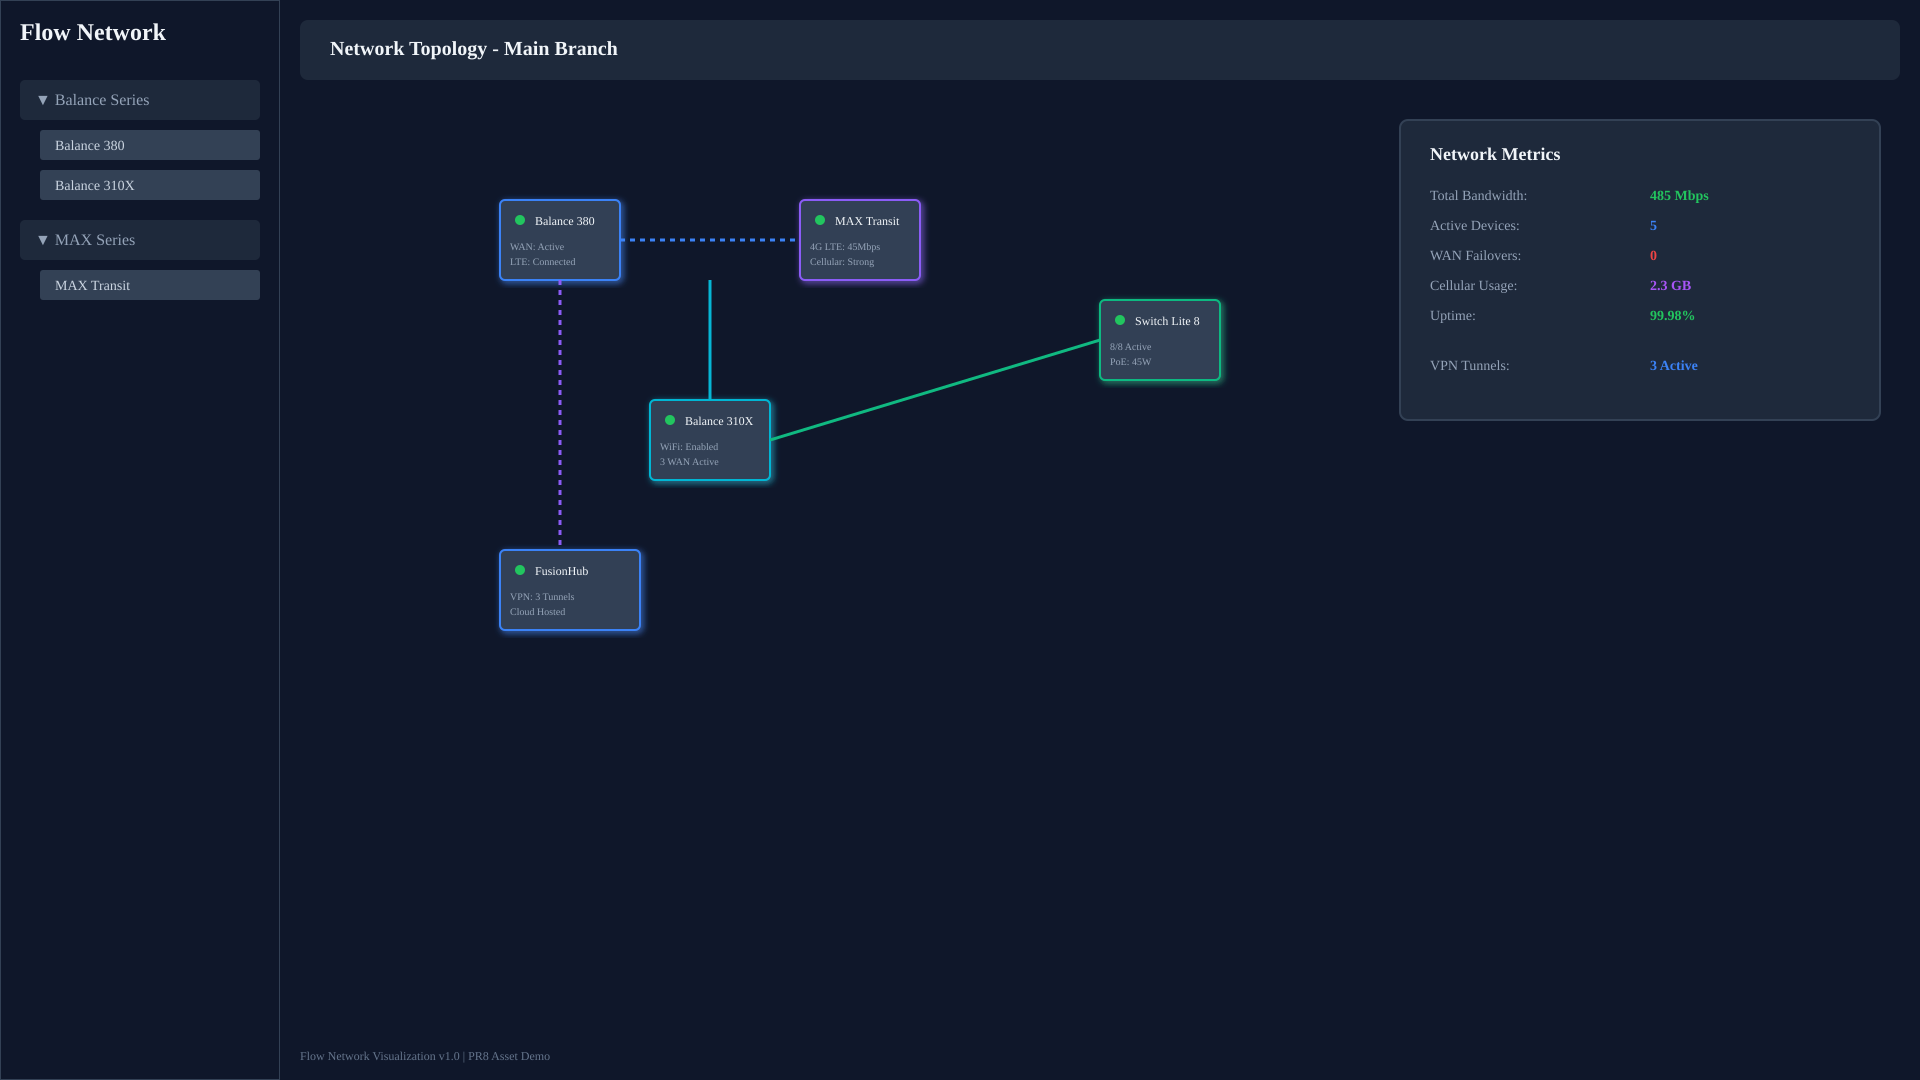 Flow Network
▼ Balance Series
Balance 380
Balance 310X
▼ MAX Series
MAX Transit
Network Topology - Main Branch
Balance 380
WAN: Active
LTE: Connected
MAX Transit
4G LTE: 45Mbps
Cellular: Strong
Switch Lite 8
8/8 Active
PoE: 45W
Balance 310X
WiFi: Enabled
3 WAN Active
FusionHub
VPN: 3 Tunnels
Cloud Hosted
Network Metrics
Total Bandwidth: 485 Mbps
Active Devices: 5
WAN Failovers: 0
Cellular Usage: 2.3 GB
Uptime: 99.98%
VPN Tunnels: 3 Active
Flow Network Visualization v1.0 | PR8 Asset Demo